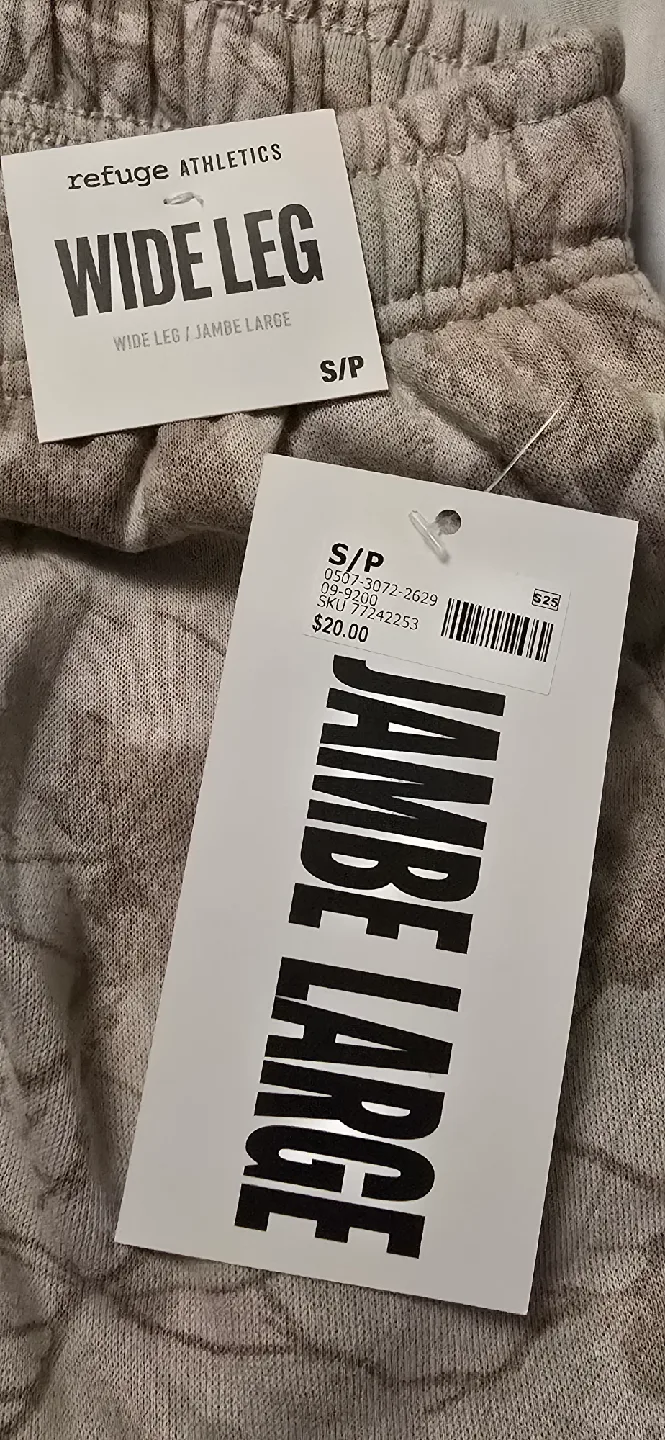 refuge ATHLETICS
WIDE LEG
WIDE LEG / JAMBE LARGE
S/P
S/P
0507-3072-2629
09-9200
SKU 77242253
$20.00
S25
JAMBE LARGE